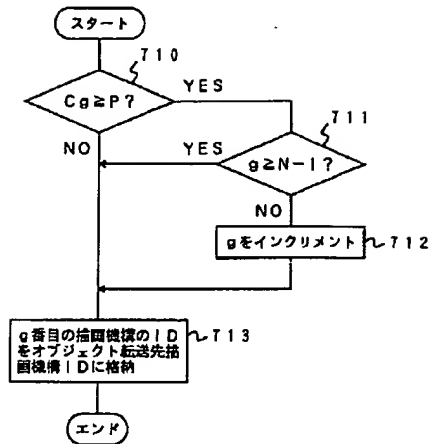 スタート
710
Cg≧P?
YES
NO
711
g≧N-1?
YES
NO
gをインクリメント
712
g番目の描画機構のID
をオブジェクト転送先描
画機構IDに格納
713
エンド